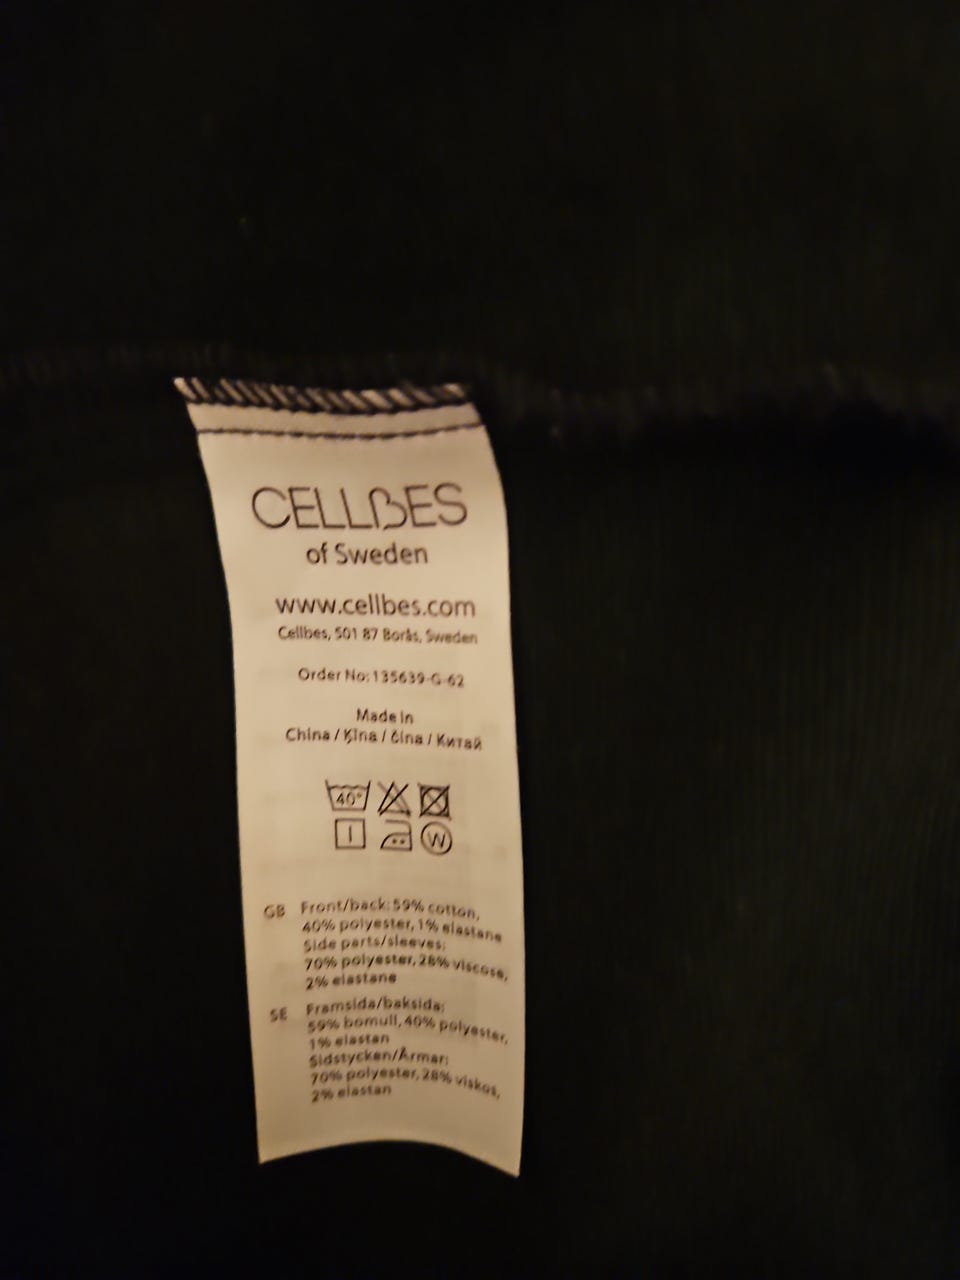 CELLBES
of Sweden
www.cellbes.com
Cellbes, 501 87 Borås, Sweden
Order No: 135639-G-62
Made in
China / Ķīna / čína / Китай
40°
W
GB Front/back: 59% cotton,
40% polyester, 1% elastane
Side parts/sleeves:
70% polyester, 28% viscose,
2% elastane
SE Framsida/baksida:
59% bomull, 40% polyester,
1% elastan
Sidstycken/Ärmar:
70% polyester, 28% viskos,
2% elastan